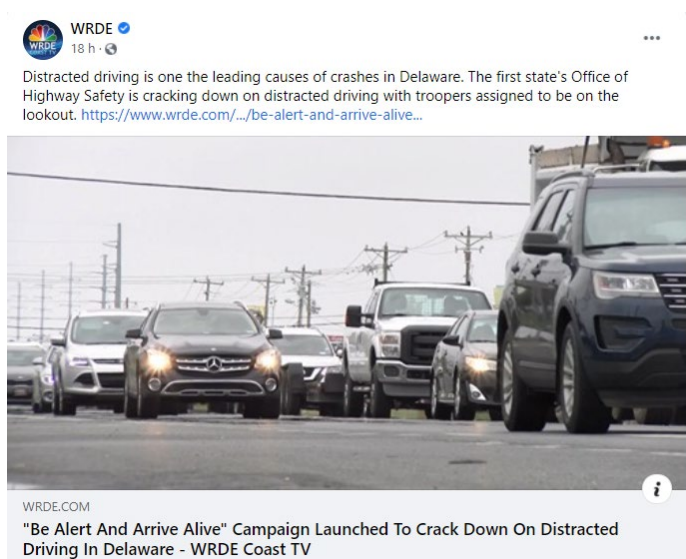 WRDE
18 h ·
Distracted driving is one the leading causes of crashes in Delaware. The first state's Office of
Highway Safety is cracking down on distracted driving with troopers assigned to be on the
lookout. https://www.wrde.com/.../be-alert-and-arrive-alive...
WRDE
COAST TV
WRDE.COM
"Be Alert And Arrive Alive" Campaign Launched To Crack Down On Distracted
Driving In Delaware - WRDE Coast TV